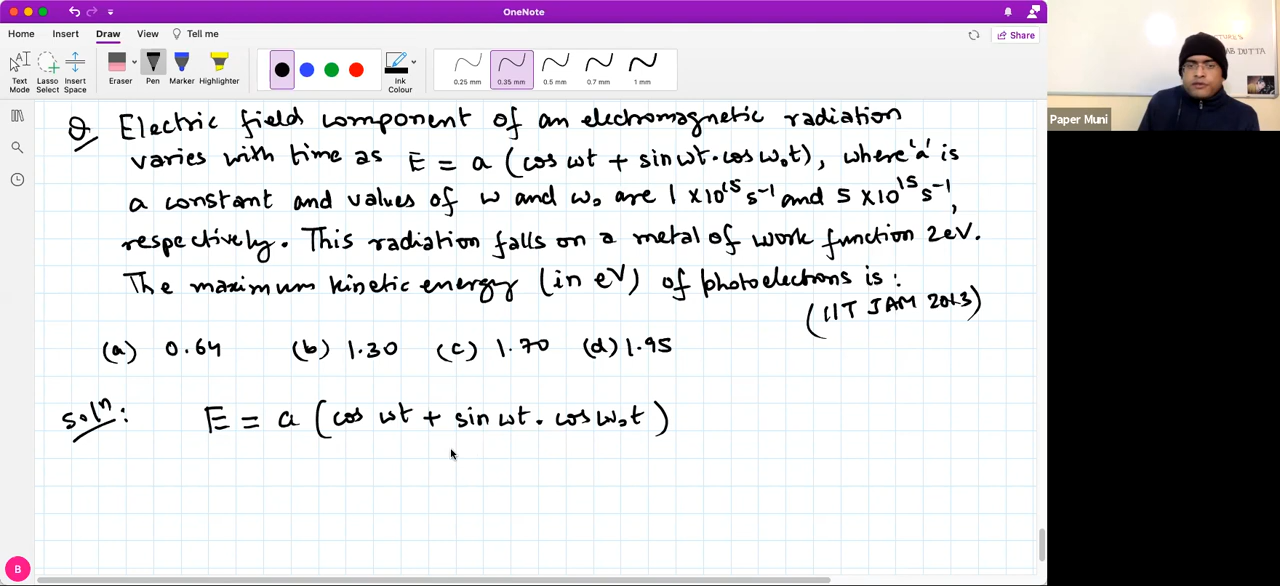 OneNote
Home Insert Draw View Tell me
Share
Text Mode
Lasso Select
Insert Space
Eraser
Pen
Marker
Highlighter
Ink Colour
0.25 mm
0.35 mm
0.5 mm
0.7 mm
1 mm
Q Electric field component of an electromagnetic radiation
varies with time as E = a (cos ωt + sin ωt · cos ω₀t), where 'a' is
a constant and values of ω and ω₀ are 1 × 10¹⁵ s⁻¹ and 5 × 10¹⁵ s⁻¹,
respectively. This radiation falls on a metal of work function 2eV.
The maximum kinetic energy (in eV) of photoelectrons is:
(IIT JAM 2013)
(a) 0.64 (b) 1.30 (c) 1.70 (d) 1.95
solⁿ: E = a (cos ωt + sin ωt · cos ω₀t)
B
DUTTA
Paper Muni